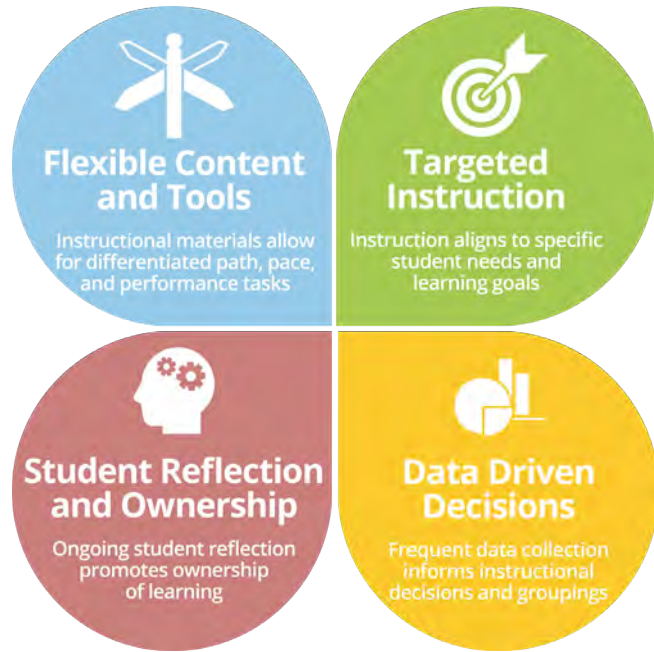 Flexible Content
and Tools
Instructional materials allow
for differentiated path, pace,
and performance tasks
Targeted
Instruction
Instruction aligns to specific
student needs and
learning goals
Student Reflection
and Ownership
Ongoing student reflection
promotes ownership
of learning
Data Driven
Decisions
Frequent data collection
informs instructional
decisions and groupings